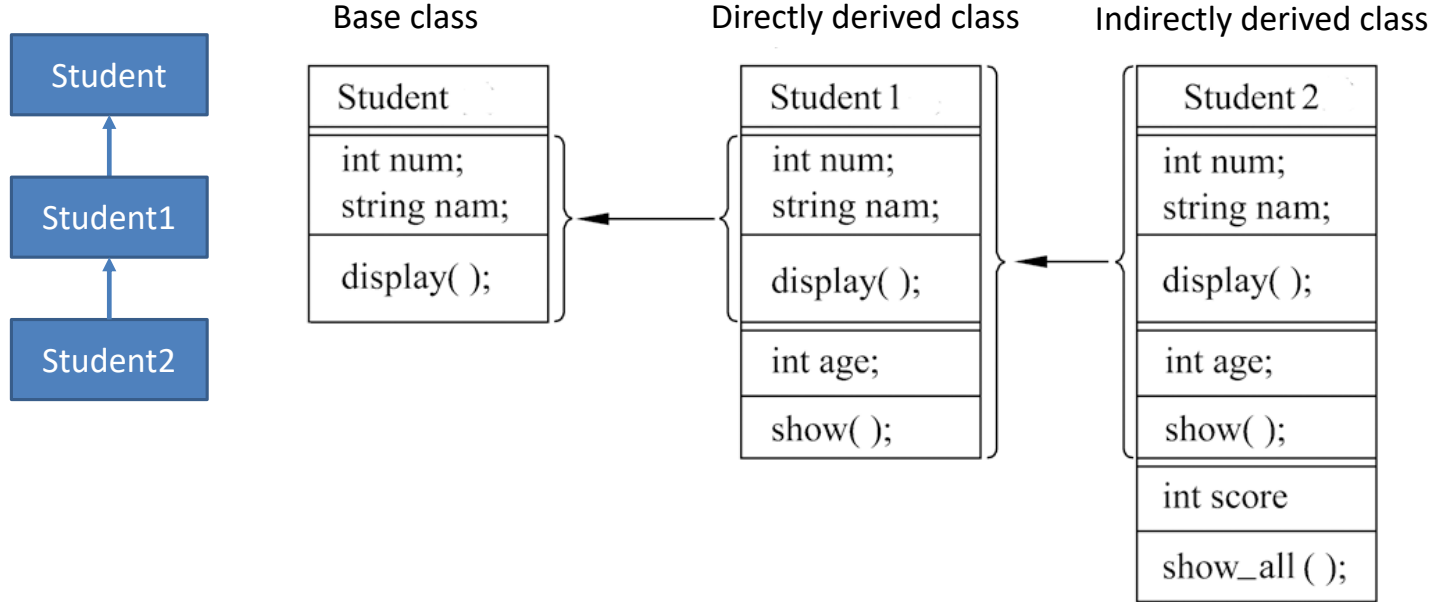 Student
Student1
Student2
Base class
Student
int num;
string nam;
display( );
Directly derived class
Student 1
int num;
string nam;
display( );
int age;
show( );
Indirectly derived class
Student 2
int num;
string nam;
display( );
int age;
show( );
int score
show_all ( );